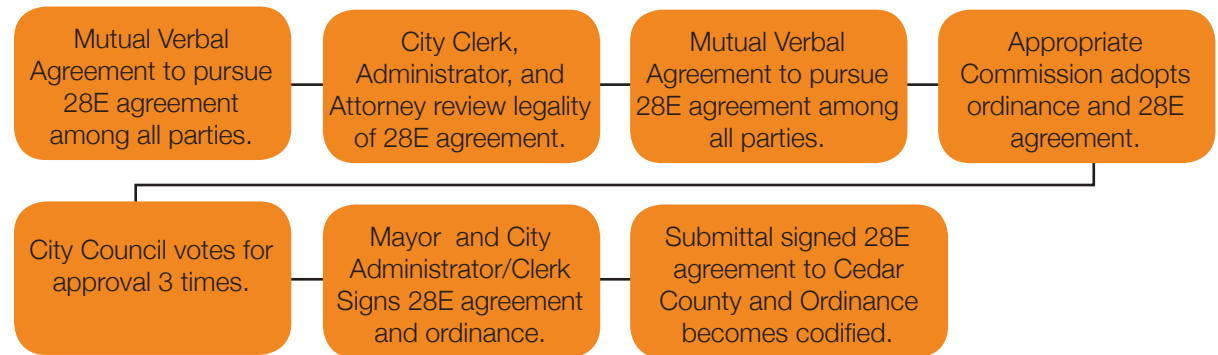 Mutual Verbal
Agreement to pursue
28E agreement
among all parties.
City Clerk,
Administrator, and
Attorney review legality
of 28E agreement.
Mutual Verbal
Agreement to pursue
28E agreement among
all parties.
Appropriate
Commission adopts
ordinance and 28E
agreement.
City Council votes for
approval 3 times.
Mayor and City
Administrator/Clerk
Signs 28E agreement
and ordinance.
Submittal signed 28E
agreement to Cedar
County and Ordinance
becomes codified.